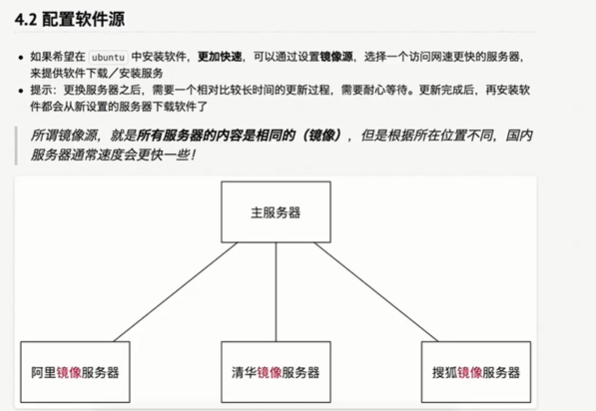 4.2 配置软件源
如果希望在 ubuntu 中安装软件，更加快速，可以通过设置镜像源，选择一个访问网速更快的服务器，
来提供软件下载／安装服务
提示：更换服务器之后，需要一个相对比较长时间的更新过程，需要耐心等待。更新完成后，再安装软
件都会从新设置的服务器下载软件了
所谓镜像源，就是所有服务器的内容是相同的（镜像），但是根据所在位置不同，国内
服务器通常速度会更快一些！
主服务器
阿里镜像服务器
清华镜像服务器
搜狐镜像服务器